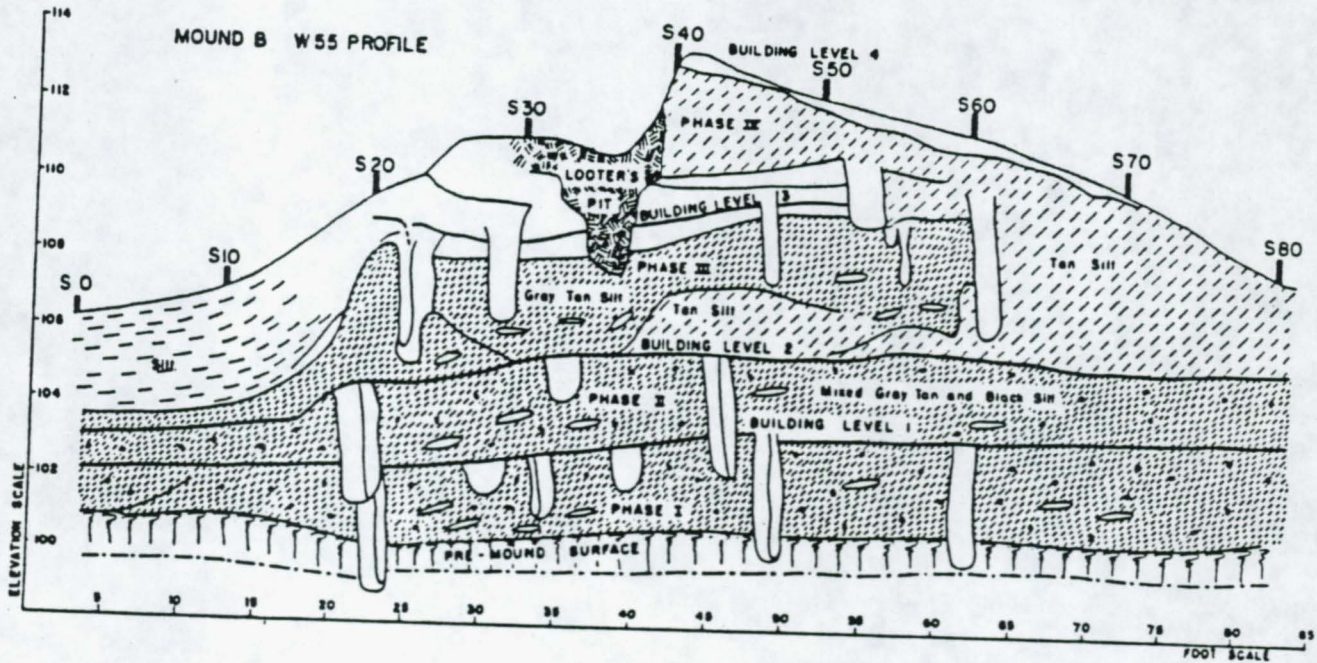 MOUND B W55 PROFILE
114
112
110
108
106
104
102
100
ELEVATION SCALE
S 0
S10
S20
S30
S40
S50
S60
S70
S80
BUILDING LEVEL 4
PHASE IV
LOOTER'S
PIT
BUILDING LEVEL 3
PHASE III
Gray Tan Silt
Tan Silt
Tan Silt
Silt
BUILDING LEVEL 2
PHASE II
Mixed Gray Tan and Black Silt
BUILDING LEVEL 1
PHASE I
PRE-MOUND SURFACE
5 10 15 20 25 30 35 40 45 50 55 60 65 70 75 80 85
FOOT SCALE